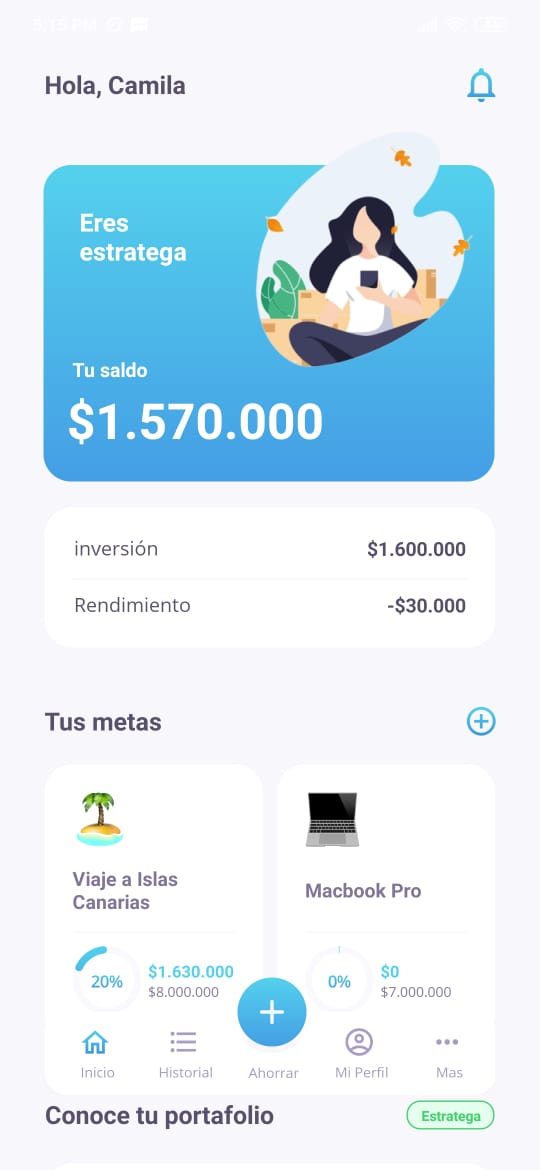 5:15 PM
Hola, Camila
Eres
estratega
Tu saldo
$1.570.000
inversión $1.600.000
Rendimiento -$30.000
Tus metas
Viaje a Islas
Canarias
Macbook Pro
20% $1.630.000
$8.000.000
0% $0
$7.000.000
Inicio Historial Ahorrar Mi Perfil Mas
Conoce tu portafolio Estratega